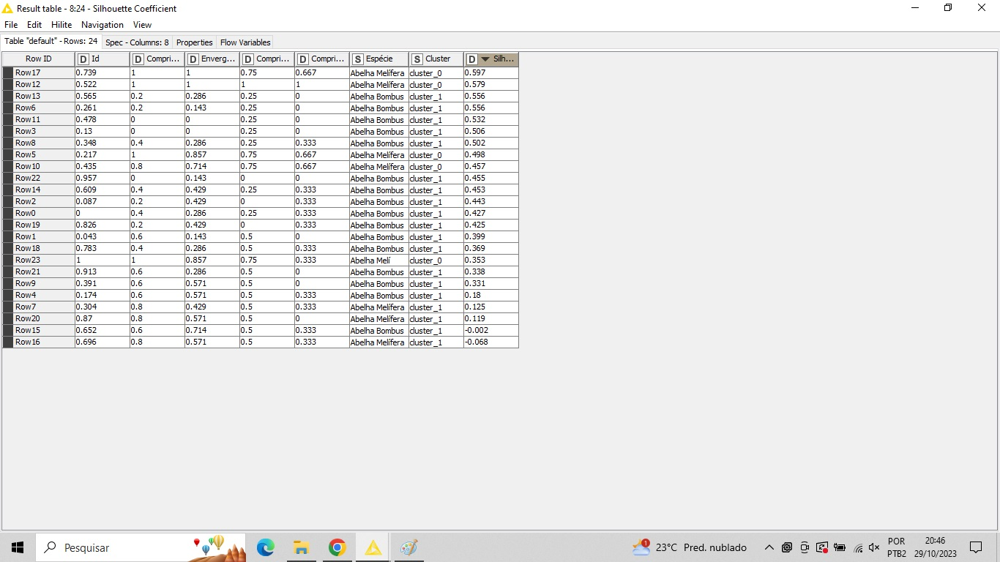 Result table - 8:24 - Silhouette Coefficient
File Edit Hilite Navigation View
Table "default" - Rows: 24 Spec - Columns: 8 Properties Flow Variables
Row ID D Id D Compri... D Enverg... D Compri... D Compri... S Espécie S Cluster D Silh...
Row17 0.739 1 1 0.75 0.667 Abelha Melífera cluster_0 0.597
Row12 0.522 1 1 1 1 Abelha Melífera cluster_0 0.579
Row13 0.565 0.2 0.286 0.25 0 Abelha Bombus cluster_1 0.556
Row6 0.261 0.2 0.143 0.25 0 Abelha Bombus cluster_1 0.556
Row11 0.478 0 0 0.25 0 Abelha Bombus cluster_1 0.532
Row3 0.13 0 0 0.25 0 Abelha Bombus cluster_1 0.506
Row8 0.348 0.4 0.286 0.25 0.333 Abelha Bombus cluster_1 0.502
Row5 0.217 1 0.857 0.75 0.667 Abelha Melífera cluster_0 0.498
Row10 0.435 0.8 0.714 0.75 0.667 Abelha Melífera cluster_0 0.457
Row22 0.957 0 0.143 0 0 Abelha Bombus cluster_1 0.455
Row14 0.609 0.4 0.429 0.25 0.333 Abelha Bombus cluster_1 0.453
Row2 0.087 0.2 0.429 0 0.333 Abelha Bombus cluster_1 0.443
Row0 0 0.4 0.286 0.25 0.333 Abelha Bombus cluster_1 0.427
Row19 0.826 0.2 0.429 0 0.333 Abelha Bombus cluster_1 0.425
Row1 0.043 0.6 0.143 0.5 0 Abelha Bombus cluster_1 0.399
Row18 0.783 0.4 0.286 0.5 0.333 Abelha Bombus cluster_1 0.369
Row23 1 1 0.857 0.75 0.333 Abelha Melí cluster_0 0.353
Row21 0.913 0.6 0.286 0.5 0 Abelha Bombus cluster_1 0.338
Row9 0.391 0.6 0.571 0.5 0 Abelha Bombus cluster_1 0.331
Row4 0.174 0.6 0.571 0.5 0.333 Abelha Bombus cluster_1 0.18
Row7 0.304 0.8 0.429 0.5 0.333 Abelha Melífera cluster_1 0.125
Row20 0.87 0.8 0.571 0.5 0 Abelha Melífera cluster_1 0.119
Row15 0.652 0.6 0.714 0.5 0.333 Abelha Bombus cluster_1 -0.002
Row16 0.696 0.8 0.571 0.5 0.333 Abelha Melífera cluster_1 -0.068
Pesquisar 1 23°C Pred. nublado POR 20:46
PTB2 29/10/2023